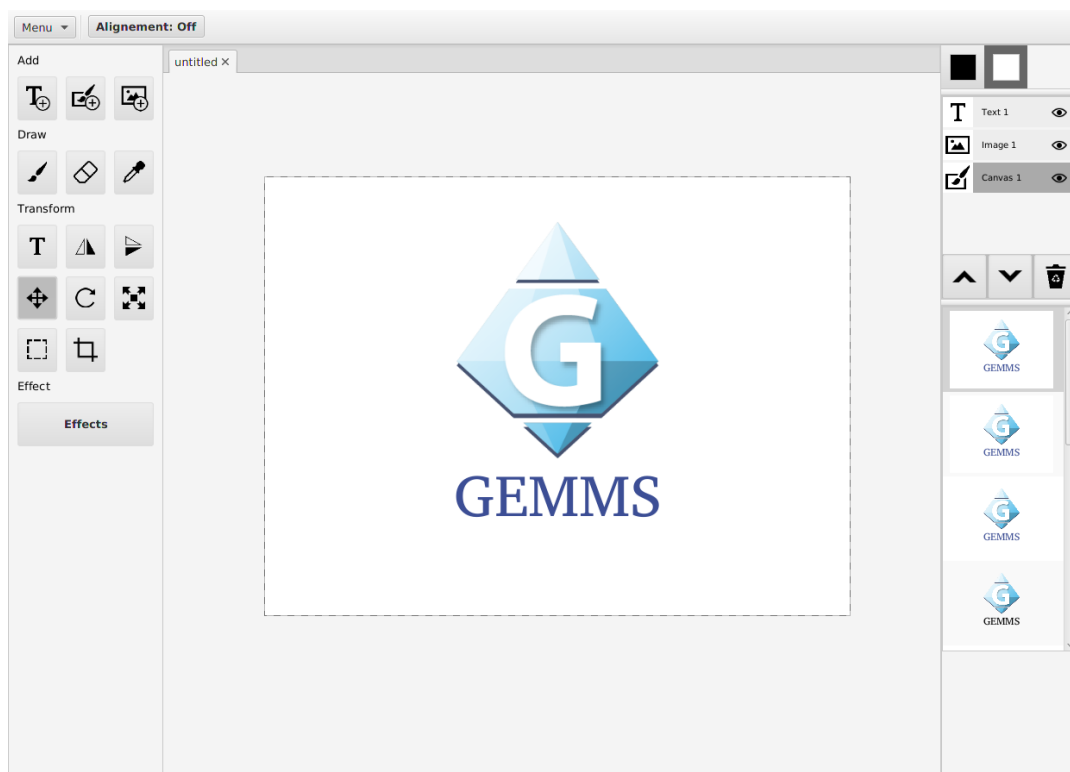 Menu
Alignement: Off
Add
Draw
Transform
T
Effect
Effects
untitled ×
G
GEMMS
T Text 1
Image 1
Canvas 1
G
GEMMS
G
GEMMS
G
GEMMS
G
GEMMS